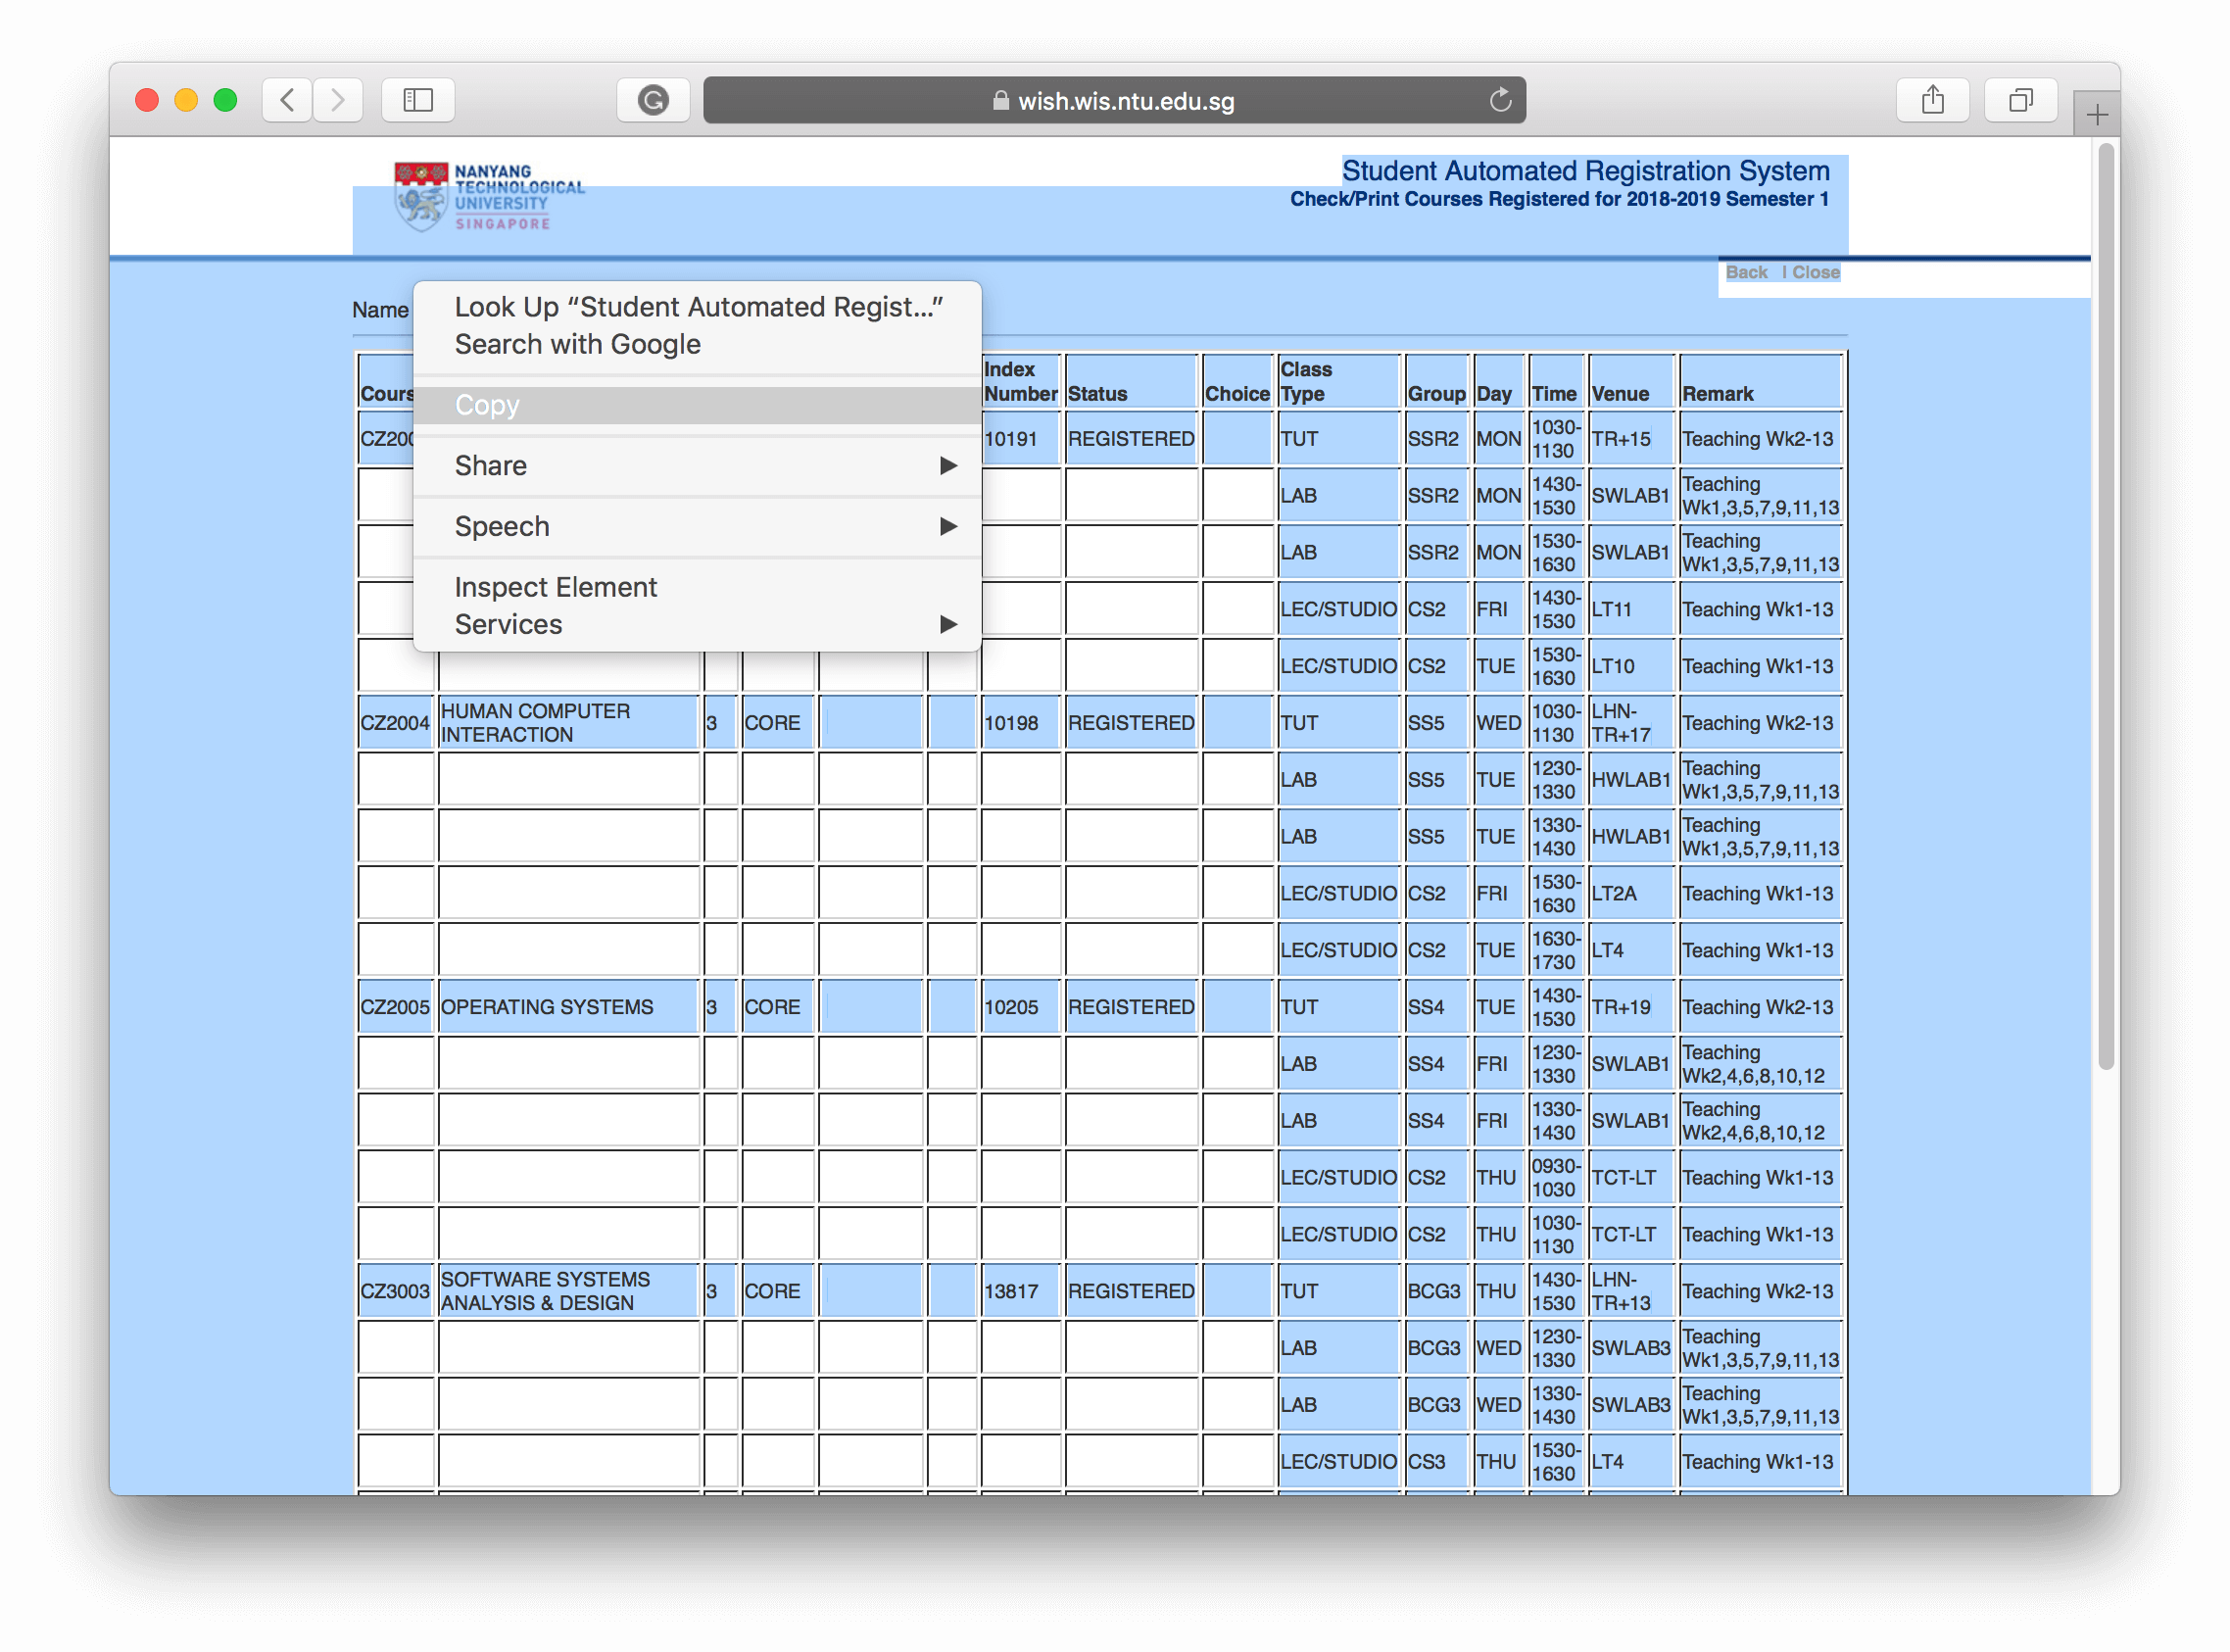 wish.wis.ntu.edu.sg
NANYANG
TECHNOLOGICAL
UNIVERSITY
SINGAPORE
Student Automated Registration System
Check/Print Courses Registered for 2018-2019 Semester 1
Back | Close
Name
Look Up “Student Automated Regist...”
Search with Google
Copy
Share
Speech
Inspect Element
Services
Cours Index Number Status Choice Class Type Group Day Time Venue Remark
CZ200 10191 REGISTERED TUT SSR2 MON 1030-1130 TR+15 Teaching Wk2-13
LAB SSR2 MON 1430-1530 SWLAB1 Teaching Wk1,3,5,7,9,11,13
LAB SSR2 MON 1530-1630 SWLAB1 Teaching Wk1,3,5,7,9,11,13
LEC/STUDIO CS2 FRI 1430-1530 LT11 Teaching Wk1-13
LEC/STUDIO CS2 TUE 1530-1630 LT10 Teaching Wk1-13
CZ2004 HUMAN COMPUTER INTERACTION 3 CORE 10198 REGISTERED TUT SS5 WED 1030-1130 LHN-TR+17 Teaching Wk2-13
LAB SS5 TUE 1230-1330 HWLAB1 Teaching Wk1,3,5,7,9,11,13
LAB SS5 TUE 1330-1430 HWLAB1 Teaching Wk1,3,5,7,9,11,13
LEC/STUDIO CS2 FRI 1530-1630 LT2A Teaching Wk1-13
LEC/STUDIO CS2 TUE 1630-1730 LT4 Teaching Wk1-13
CZ2005 OPERATING SYSTEMS 3 CORE 10205 REGISTERED TUT SS4 TUE 1430-1530 TR+19 Teaching Wk2-13
LAB SS4 FRI 1230-1330 SWLAB1 Teaching Wk2,4,6,8,10,12
LAB SS4 FRI 1330-1430 SWLAB1 Teaching Wk2,4,6,8,10,12
LEC/STUDIO CS2 THU 0930-1030 TCT-LT Teaching Wk1-13
LEC/STUDIO CS2 THU 1030-1130 TCT-LT Teaching Wk1-13
CZ3003 SOFTWARE SYSTEMS ANALYSIS & DESIGN 3 CORE 13817 REGISTERED TUT BCG3 THU 1430-1530 LHN-TR+13 Teaching Wk2-13
LAB BCG3 WED 1230-1330 SWLAB3 Teaching Wk1,3,5,7,9,11,13
LAB BCG3 WED 1330-1430 SWLAB3 Teaching Wk1,3,5,7,9,11,13
LEC/STUDIO CS3 THU 1530-1630 LT4 Teaching Wk1-13